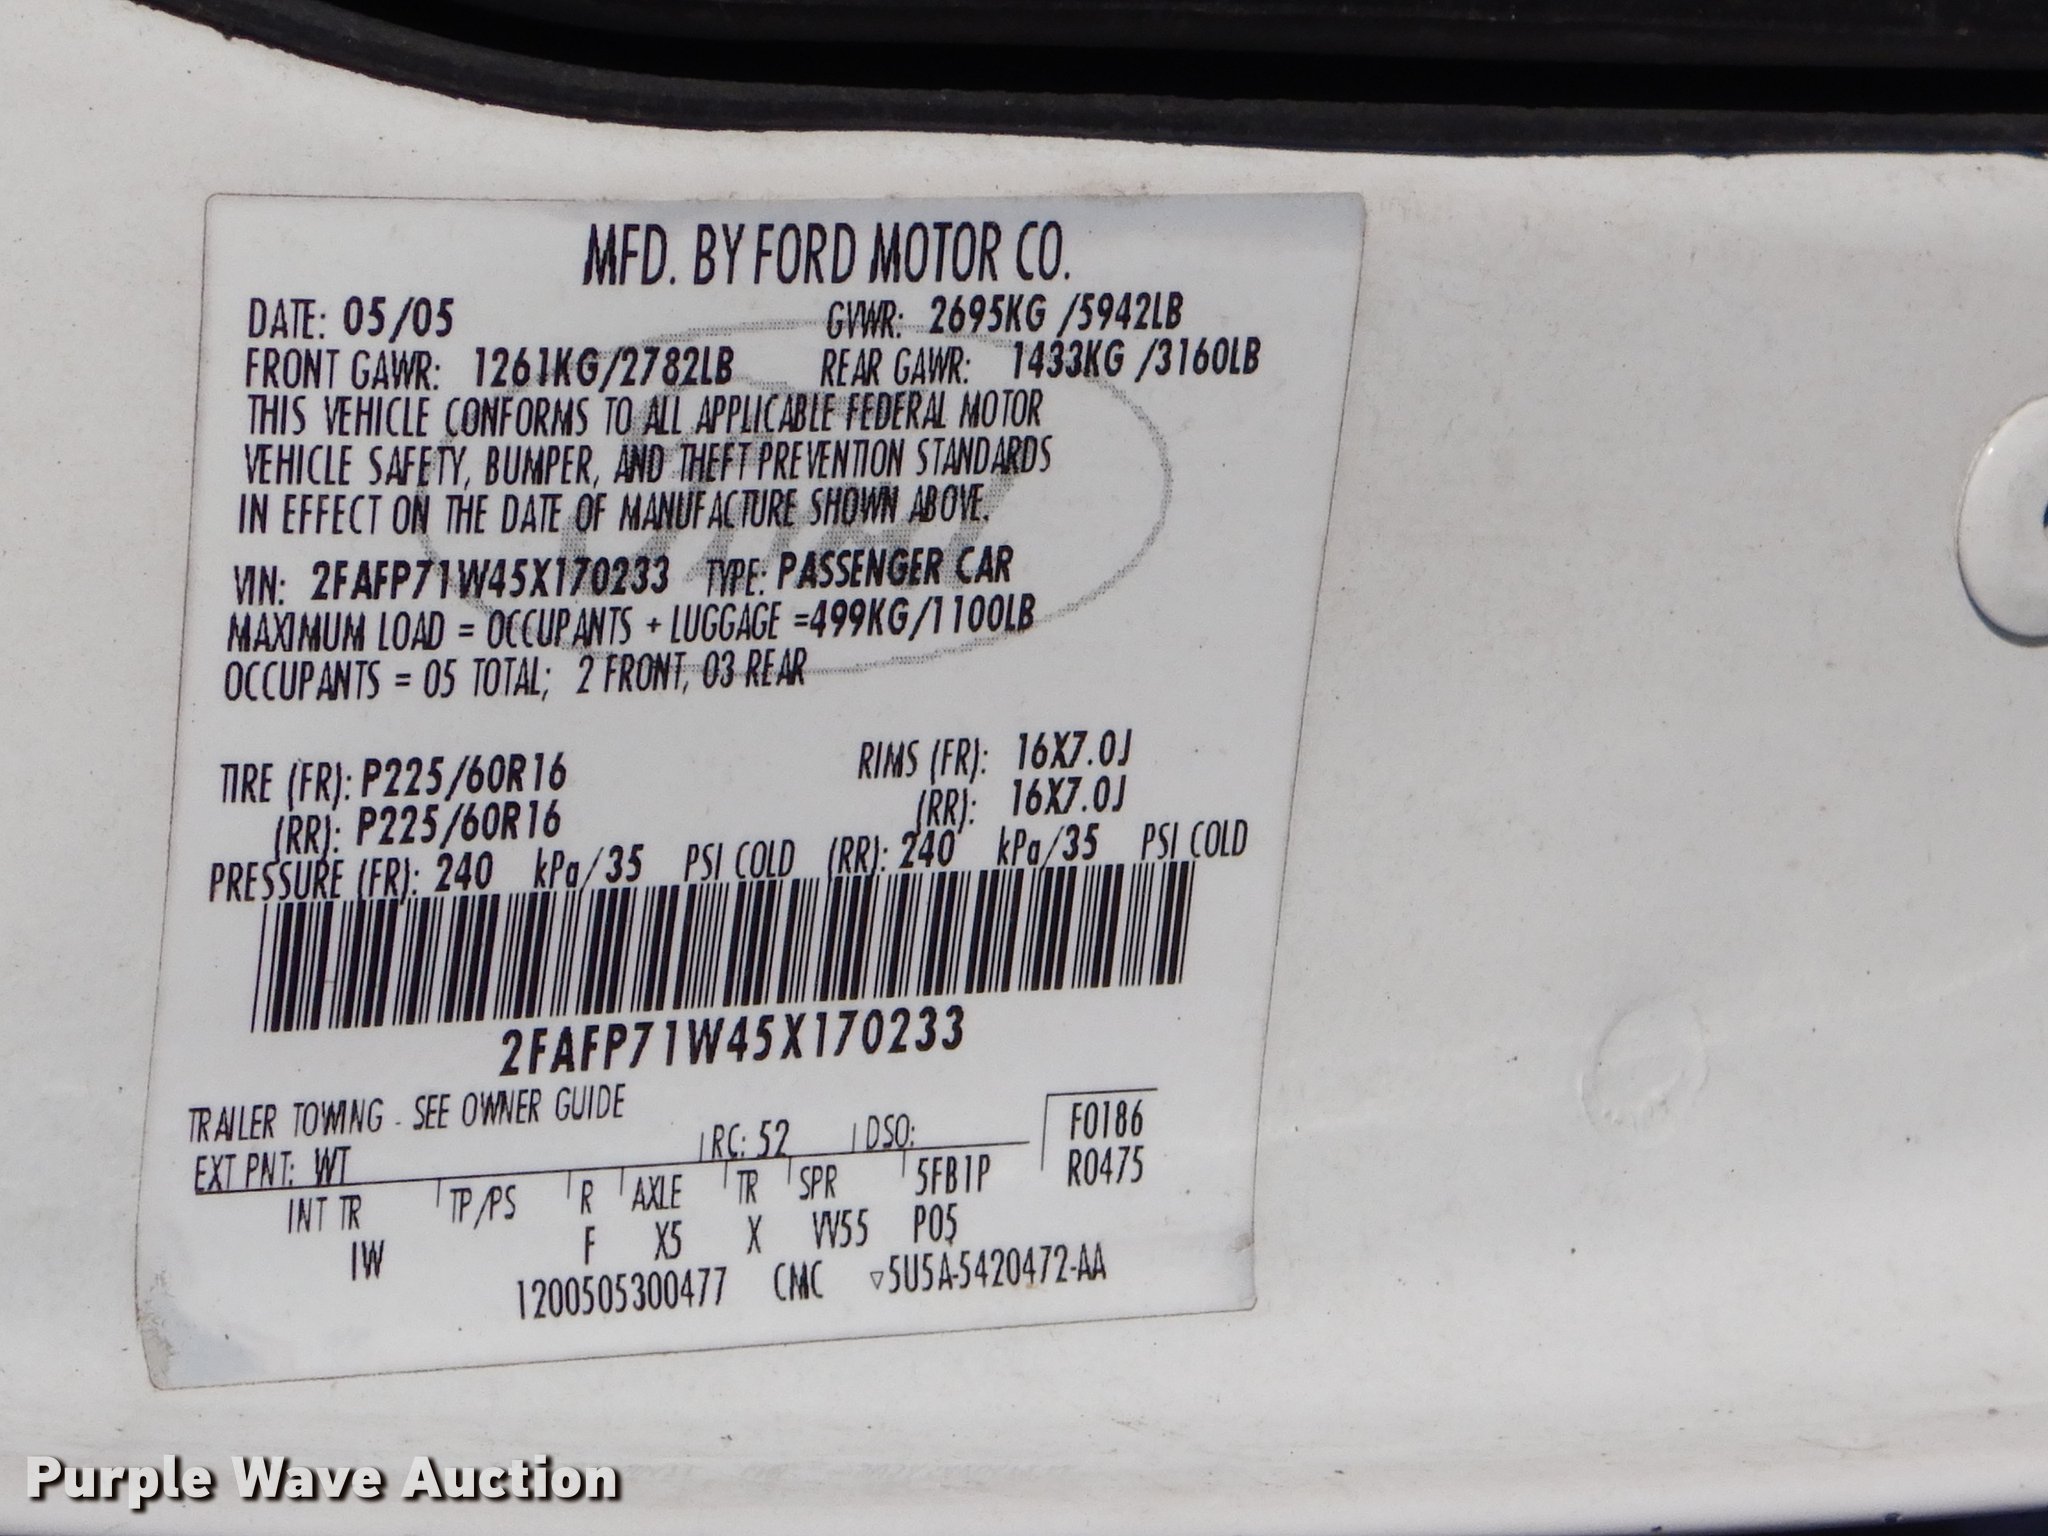 MFD. BY FORD MOTOR CO.
DATE: 05/05 GVWR: 2695KG /5942LB
FRONT GAWR: 1261KG/2782LB REAR GAWR: 1433KG /3160LB
THIS VEHICLE CONFORMS TO ALL APPLICABLE FEDERAL MOTOR
VEHICLE SAFETY, BUMPER, AND THEFT PREVENTION STANDARDS
IN EFFECT ON THE DATE OF MANUFACTURE SHOWN ABOVE.
VIN: 2FAFP71W45X170233 TYPE: PASSENGER CAR
MAXIMUM LOAD = OCCUPANTS + LUGGAGE =499KG/1100LB
OCCUPANTS = 05 TOTAL; 2 FRONT, 03 REAR
TIRE (FR): P225/60R16 RIMS (FR): 16X7.0J
(RR): P225/60R16 (RR): 16X7.0J
PRESSURE (FR): 240 kPa/35 PSI COLD (RR): 240 kPa/35 PSI COLD
2FAFP71W45X170233
TRAILER TOWING - SEE OWNER GUIDE
EXT PNT: WT RC: 52 DSO: F0186
INT TR TP/PS R AXLE TR SPR 5FB1P R0475
IW F X5 X VV55 P05
1200505300477 CMC ▽5U5A-5420472-AA
Purple Wave Auction